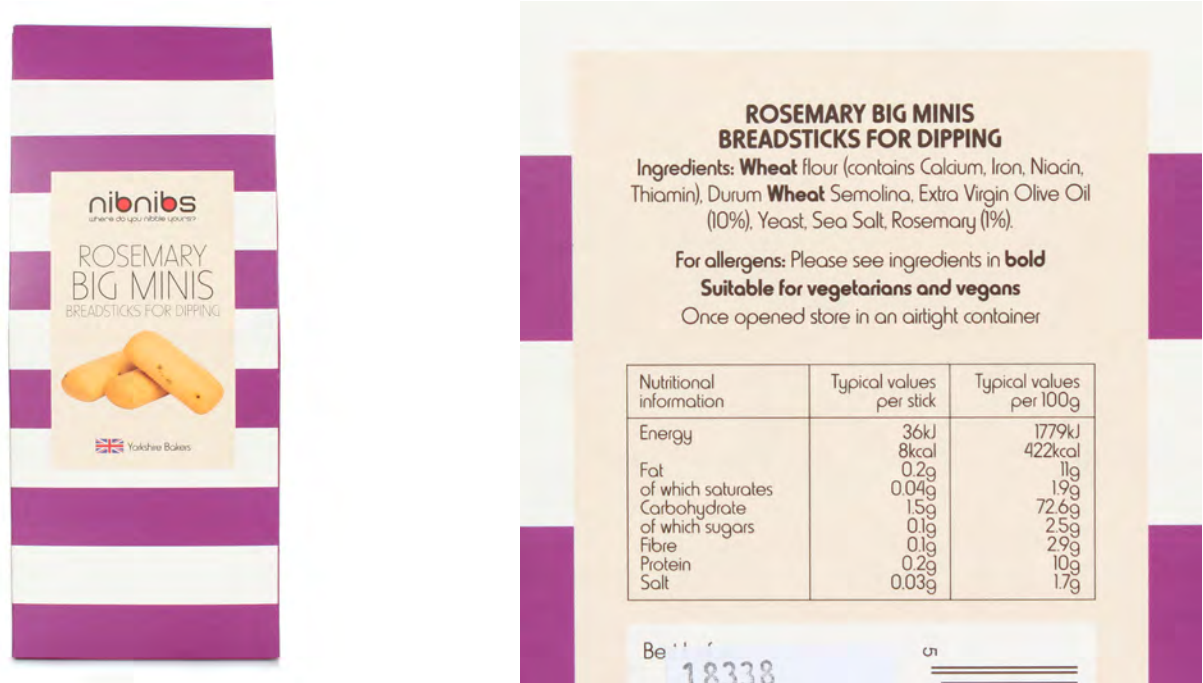 nibnibs
where do you nibble yours?
ROSEMARY
BIG MINIS
BREADSTICKS FOR DIPPING
Yorkshire Bakers
ROSEMARY BIG MINIS
BREADSTICKS FOR DIPPING
Ingredients: Wheat flour (contains Calcium, Iron, Niacin,
Thiamin), Durum Wheat Semolina, Extra Virgin Olive Oil
(10%), Yeast, Sea Salt, Rosemary (1%).
For allergens: Please see ingredients in bold
Suitable for vegetarians and vegans
Once opened store in an airtight container
Nutritional information Typical values per stick Typical values per 100g
Energy 36kJ 1779kJ
8kcal 422kcal
Fat 0.2g 11g
of which saturates 0.04g 1.9g
Carbohydrate 1.5g 72.6g
of which sugars 0.1g 2.5g
Fibre 0.1g 2.9g
Protein 0.2g 10g
Salt 0.03g 1.7g
18338
5